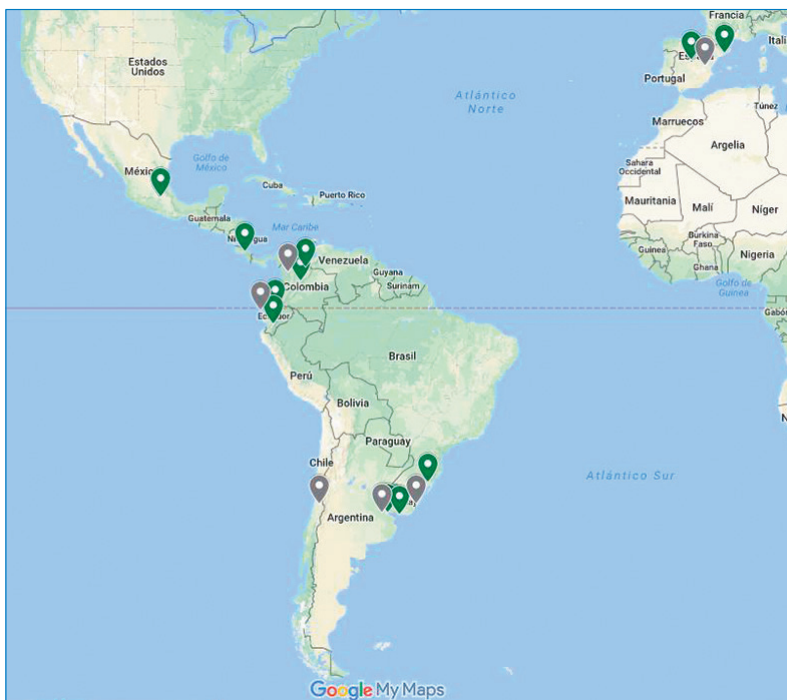 Francia
Itali
Portugal
Estados
Unidos
Atlántico
Norte
Túnez
Marruecos
Argelia
Golfo de
México
Sahara
Occidental
Cuba
Puerto Rico
Mauritania
Malí
Níger
Guatemala
Mar Caribe
Burkina
Faso
Guinea
Ghana
Nigeria
Venezuela
Guyana
Surinam
Colombia
Golfo de
Guinea
Gabó
Brasil
Perú
Bolivia
Paraguay
Chile
Atlántico Sur
Argentina
Google My Maps